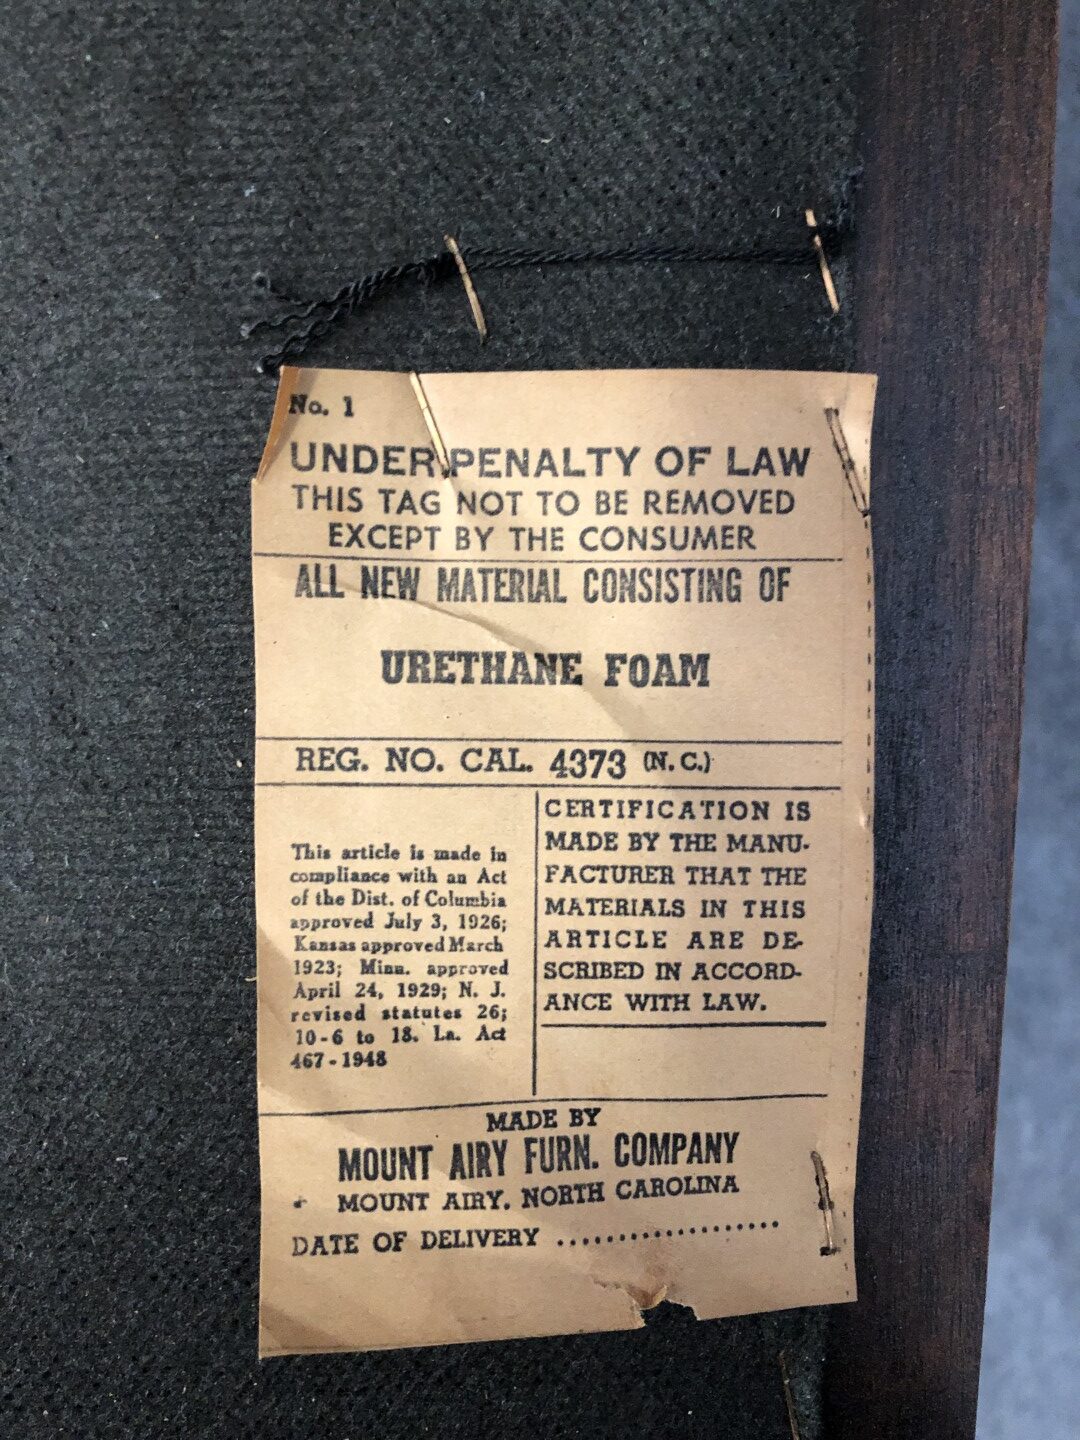 No. 1
UNDER PENALTY OF LAW
THIS TAG NOT TO BE REMOVED
EXCEPT BY THE CONSUMER
ALL NEW MATERIAL CONSISTING OF
URETHANE FOAM
REG. NO. CAL. 4373 (N.C.)
This article is made in
compliance with an Act
of the Dist. of Columbia
approved July 3, 1926;
Kansas approved March
1923; Minn. approved
April 24, 1929; N. J.
revised statutes 26;
10-6 to 18. La. Act
467-1948
CERTIFICATION IS
MADE BY THE MANU-
FACTURER THAT THE
MATERIALS IN THIS
ARTICLE ARE DE-
SCRIBED IN ACCORD-
ANCE WITH LAW.
MADE BY
MOUNT AIRY FURN. COMPANY
MOUNT AIRY, NORTH CAROLINA
DATE OF DELIVERY ....................